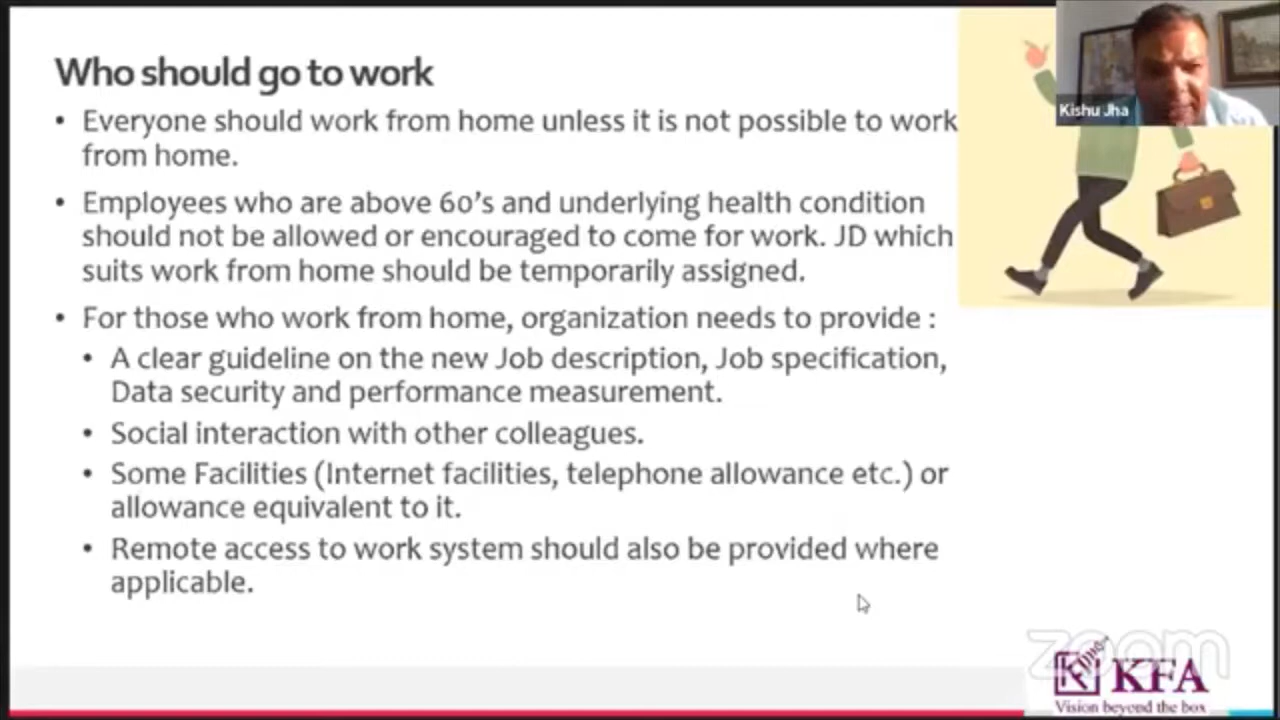 Who should go to work
• Everyone should work from home unless it is not possible to work
from home.
• Employees who are above 60's and underlying health condition
should not be allowed or encouraged to come for work. JD which
suits work from home should be temporarily assigned.
• For those who work from home, organization needs to provide :
• A clear guideline on the new Job description, Job specification,
Data security and performance measurement.
• Social interaction with other colleagues.
• Some Facilities (Internet facilities, telephone allowance etc.) or
allowance equivalent to it.
• Remote access to work system should also be provided where
applicable.
Kishu Jha
zoom
KFA
Vision beyond the box